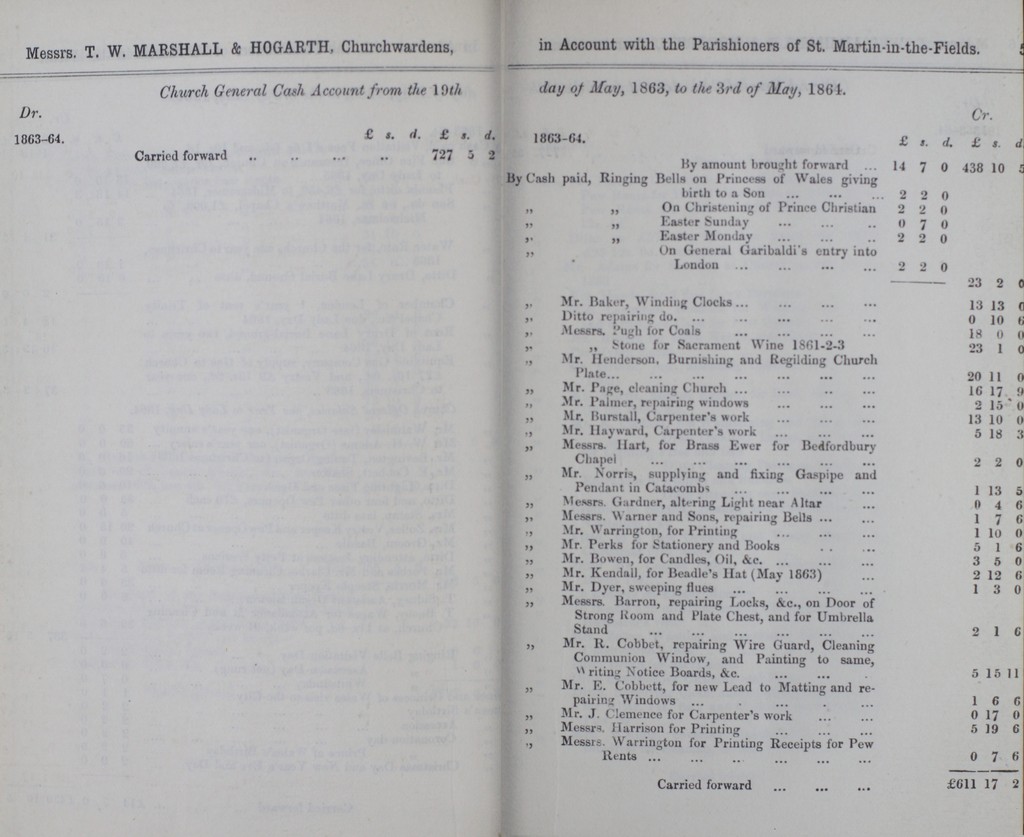 Messrs. T. W. MARSHALL & HOGARTH, Churchwardens,
Church General Cash Account from the 19th
Dr.
1863–64. £ s. d. £ s. d.
Carried forward .. .. ... .. 727 5 2
in Account with the Parishioners of St. Martin-in-the-Fields.
day of May, 1863, to the 3rd of May, 1864.
Cr.
1863–64. £ s. d. £ s. d
By amount brought forward ... 14 7 0 438 10 5
By Cash paid, Ringing Bells on Princess of Wales giving
birth to a Son ... ... ... 2 2 0
„ „ On Christening of Prince Christian 2 2 0
„ „ Easter Sunday ... ... .. 0 7 0
„ „ Easter Monday ... ... .. 2 2 0
„ On General Garibaldi's entry into
London ... ... ... ... 2 2 0
23 2 0
„ Mr. Baker, Winding Clocks ... ... ... ... 13 13 0
„ Ditto repairing do. ... .. ... ... ... 0 10 6
„ Messrs. Pugh for Coals ... ... ... ... 18 0 0
„ „ Stone for Sacrament Wine 1861-2-3 23 1 0
„ Mr. Henderson, Burnishing and Regilding Church
Plate... ... ... ... ... ... ... 20 11 0
„ Mr. Page, cleaning Church ... ... .. ... 16 17 9
„ Mr. Palmer, repairing windows ... ... ... 2 15 0
„ Mr. Burstall, Carpenter's work ... ... ... 13 10 0
„ Mr. Hayward, Carpenter's work ... ... ... 5 18 3
„ Messrs. Hart, for Brass Ewer for Bedfordbury
Chapel ... ... ... ... ... ... 2 2 0
„ Mr. Norris, supplying and fixing Gaspipe and
Pendant in Catacombs ... ... ... ... 1 13 5
„ Messrs. Gardner, altering Light near Altar ... 0 4 6
„ Messrs. Warner and Sons, repairing Bells ... ... 1 7 6
„ Mr. Warrington, for Printing ... ... ... 1 10 0
„ Mr. Perks for Stationery and Books .. ... 5 1 6
„ Mr. Bowen, for Candles, Oil, &c. ... ... ... 3 5 0
„ Mr. Kendall, for Beadle's Hat (May 1863) ... 2 12 6
„ Mr. Dyer, sweeping flues ... ... ... ... 1 3 0
„ Messrs. Barron, repairing Locks, &c., on Door of
Strong Room and Plate Chest, and for Umbrella
Stand ... ... ... ... ... ... 2 1 6
„ Mr. R. Cobbet, repairing Wire Guard, Cleaning
Communion Window, and Painting to same,
Writing Notice Boards, &c. ... ... . 5 15 11
„ Mr. E. Cobbett, for new Lead to Matting and re-
pairing Windows ... . ... . ... 1 6 6
„ Mr. J. Clemence for Carpenter's work ... ... 0 17 0
„ Messrs. Harrison for Printing ... ... ... 5 19 6
„ Messrs. Warrington for Printing Receipts for Pew
Rents ... ... ... ... ... ... 0 7 6
Carried forward ... ... ... £611 17 2